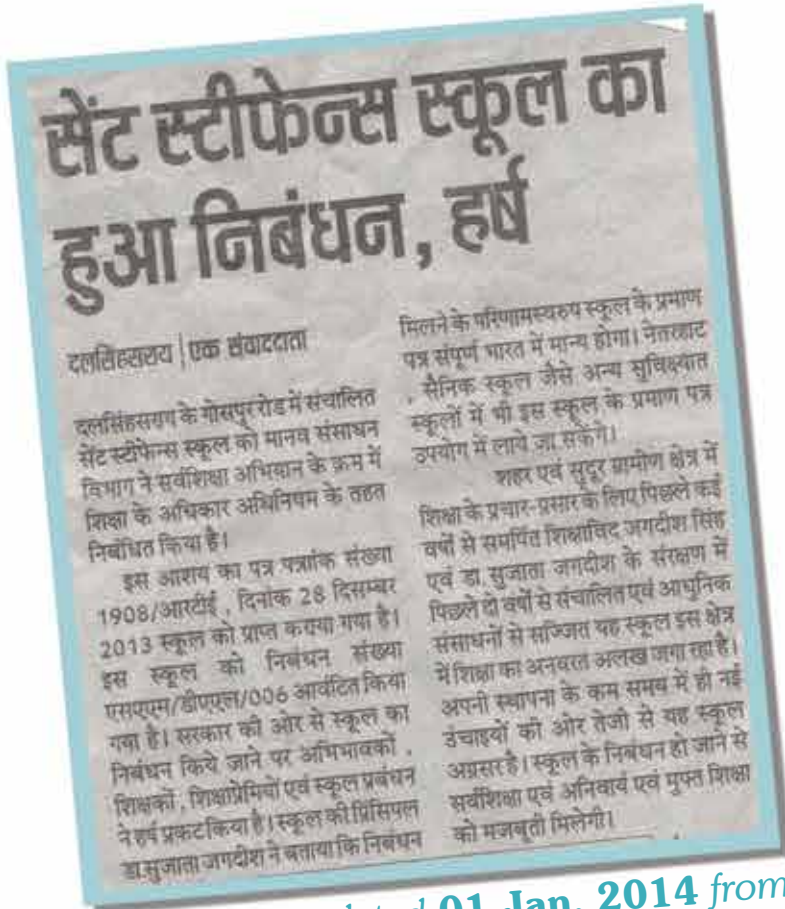 सेंट स्टीफेन्स स्कूल का
हुआ निबंधन, हर्ष
दलसिंहसराय | एक संवाददाता
दलसिंहसराय के गोसपुर रोड में संचालित
सेंट स्टीफेन्स स्कूल को मानव संसाधन
विभाग ने सर्वशिक्षा अभियान के क्रम में
शिक्षा के अधिकार अधिनियम के तहत
निबंधित किया है।
इस आशय का पत्र पत्रांक संख्या
1908/आरटीई , दिनांक 28 दिसम्बर
2013 स्कूल को प्राप्त कराया गया है।
इस स्कूल को निबंधन संख्या
एसएएम/डीएएल/006 आवंटित किया
गया है। सरकार की ओर से स्कूल का
निबंधन किये जाने पर अभिभावकों ,
शिक्षकों , शिक्षाप्रेमियों एवं स्कूल प्रबंधन
ने हर्ष प्रकट किया है। स्कूल की प्रिंसिपल
डा.सुजाता जगदीश ने बताया कि निबंधन
मिलने के परिणामस्वरुप स्कूल के प्रमाण
पत्र संपूर्ण भारत में मान्य होगा। नेतरहाट
, सैनिक स्कूल जैसे अन्य सुविख्यात
स्कूलों में भी इस स्कूल के प्रमाण पत्र
उपयोग में लाये जा सकेंगे।
शहर एवं सुदूर ग्रामीण क्षेत्र में
शिक्षा के प्रचार-प्रसार के लिए पिछले कई
वर्षों से समर्पित शिक्षाविद जगदीश सिंह
एवं डा. सुजाता जगदीश के संरक्षण में
पिछले दो वर्षों से संचालित एवं आधुनिक
संसाधनों से सज्जित यह स्कूल इस क्षेत्र
में शिक्षा का अनवरत अलख जगा रहा है।
अपनी स्थापना के कम समय में ही नई
उंचाइयों की ओर तेजी से यह स्कूल
अग्रसर है। स्कूल के निबंधन हो जाने से
सर्वशिक्षा एवं अनिवार्य एवं मुफ्त शिक्षा
को मजबूती मिलेगी।
01 Jan, 2014 from